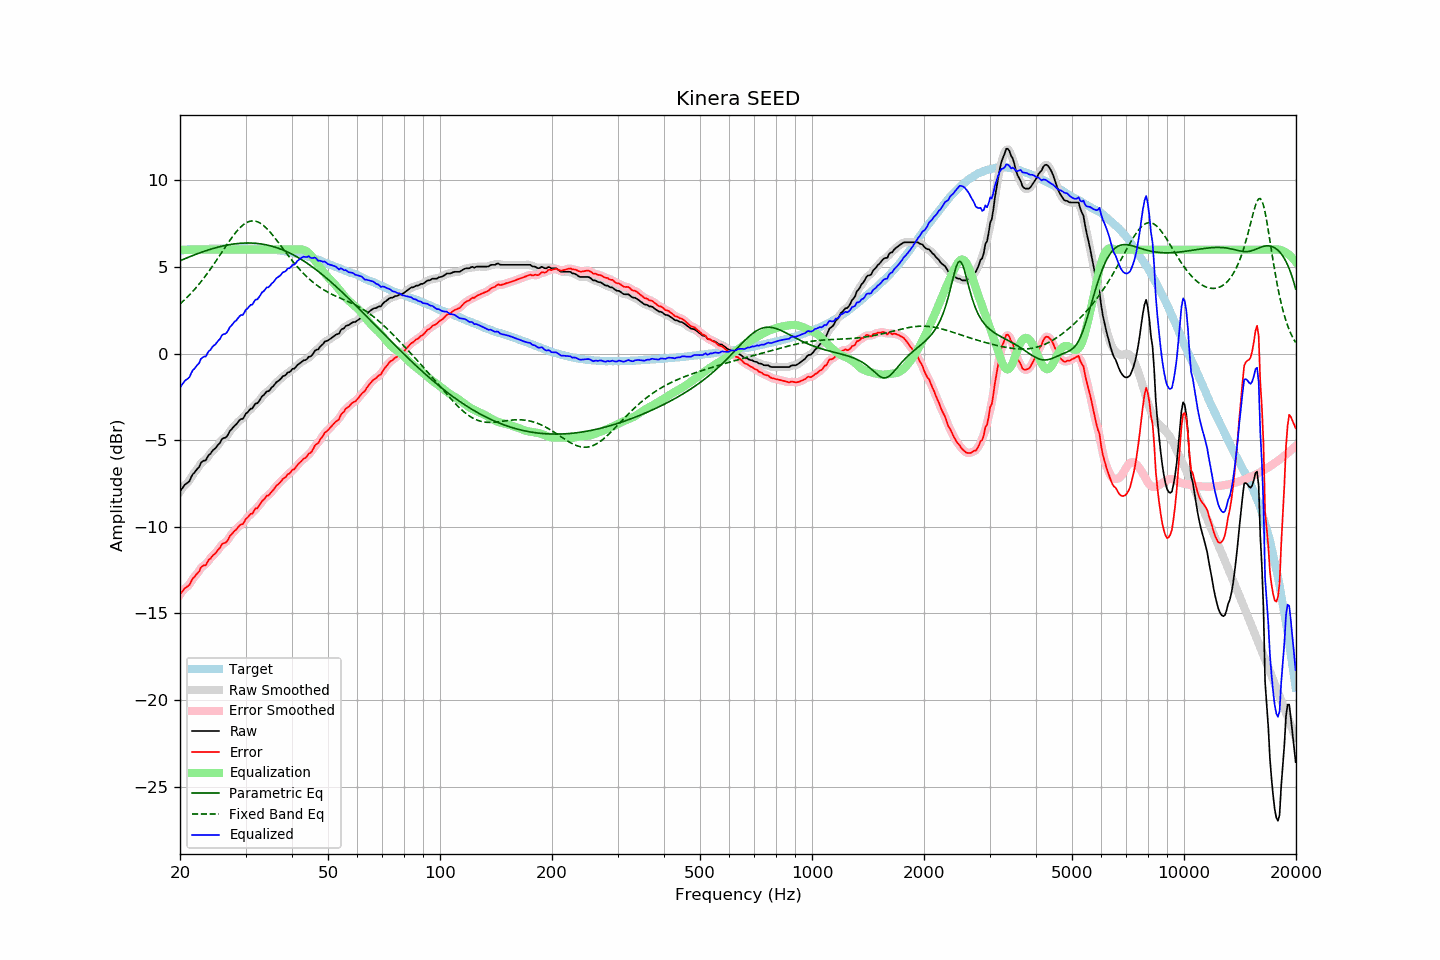 Kinera SEED
Amplitude (dBr)
10
5
0
−5
−10
−15
−20
−25
Target
Raw Smoothed
Error Smoothed
Raw
Error
Equalization
Parametric Eq
Fixed Band Eq
Equalized
20 50 100 200 500 1000 2000 5000 10000 20000
Frequency (Hz)